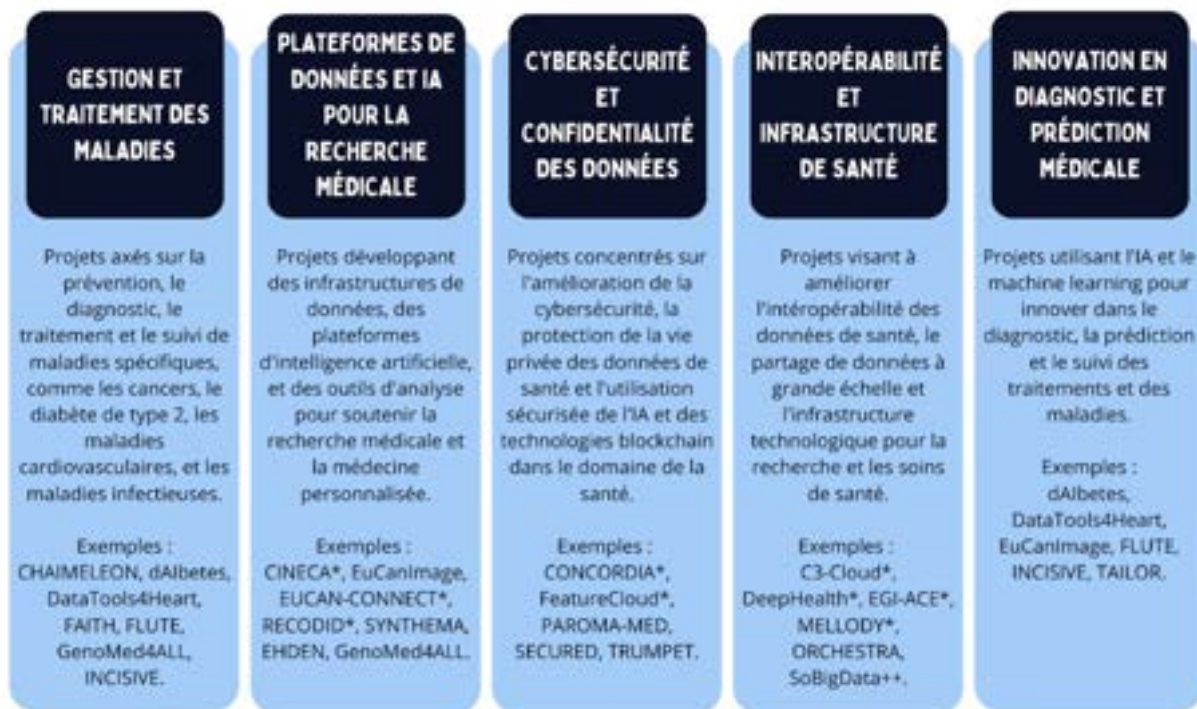 GESTION ET
TRAITEMENT DES
MALADIES
Projets axés sur la
prévention, le
diagnostic, le
traitement et le suivi de
maladies spécifiques,
comme les cancers, le
diabète de type 2, les
maladies
cardiovasculaires, et les
maladies infectieuses.
Exemples :
CHAIMELEON, dAIbetes,
DataTools4Heart,
FAITH, FLUTE,
GenoMed4ALL,
INCISIVE.
PLATEFORMES DE
DONNÉES ET IA
POUR LA
RECHERCHE
MÉDICALE
Projets développant
des infrastructures de
données, des
plateformes
d'intelligence artificielle,
et des outils d'analyse
pour soutenir la
recherche médicale et
la médecine
personnalisée.
Exemples :
CINECA*, EuCanImage,
EUCAN-CONNECT*,
RECODID*, SYNTHEMA,
EHDEN, GenoMed4ALL.
CYBERSÉCURITÉ
ET
CONFIDENTIALITÉ
DES DONNÉES
Projets concentrés sur
l'amélioration de la
cybersécurité, la
protection de la vie
privée des données de
santé et l'utilisation
sécurisée de l'IA et des
technologies blockchain
dans le domaine de la
santé.
Exemples :
CONCORDIA*,
FeatureCloud*,
PAROMA-MED,
SECURED, TRUMPET.
INTEROPÉRABILITÉ
ET
INFRASTRUCTURE
DE SANTÉ
Projets visant à
améliorer
l'intéropérabilité des
données de santé, le
partage de données à
grande échelle et
l'infrastructure
technologique pour la
recherche et les soins
de santé.
Exemples :
C3-Cloud*,
DeepHealth*, EGI-ACE*,
MELLODY*,
ORCHESTRA,
SoBigData++.
INNOVATION EN
DIAGNOSTIC ET
PRÉDICTION
MÉDICALE
Projets utilisant l'IA et le
machine learning pour
innover dans le
diagnostic, la prédiction
et le suivi des
traitements et des
maladies.
Exemples :
dAIbetes,
DataTools4Heart,
EuCanImage, FLUTE,
INCISIVE, TAILOR.